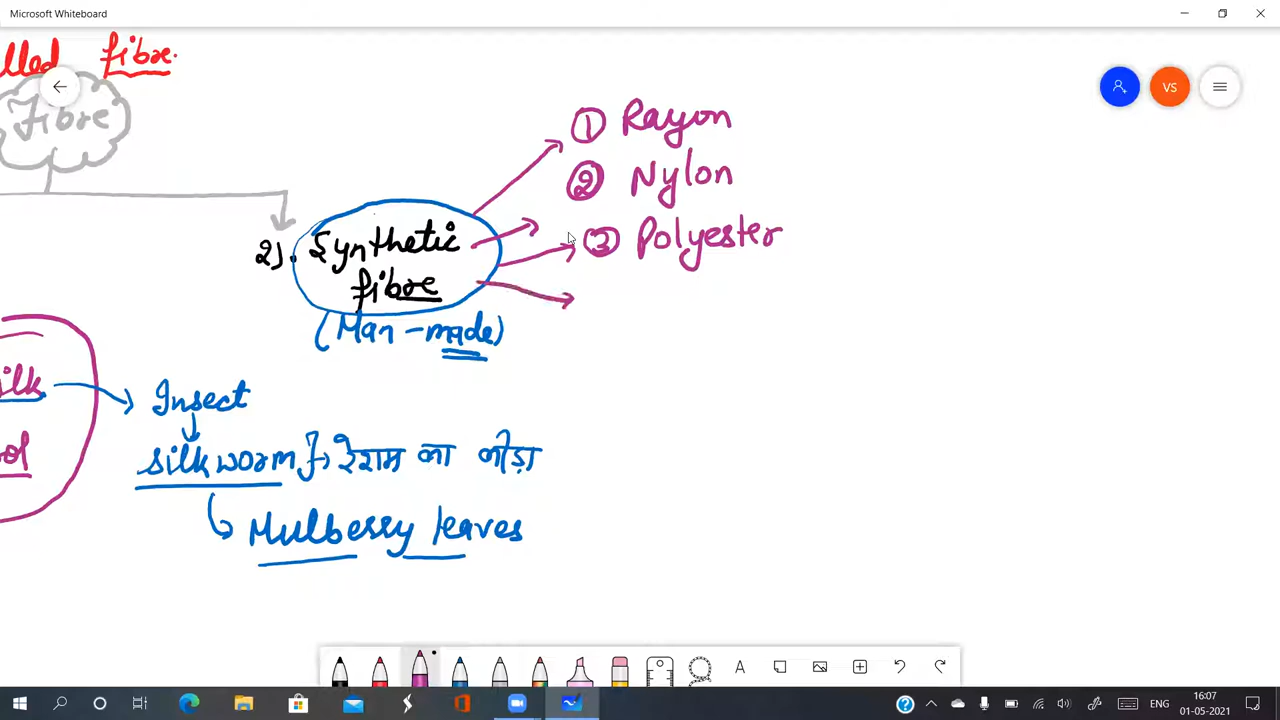 Microsoft Whiteboard
fibre.
Fibre
VS
① Rayon
② Nylon
③ Polyester
2). Synthetic
fibre
(Man-made)
Insect
silkworm}→ रेशम का कीड़ा
Mulberry leaves
A
ENG
16:07
01-05-2021